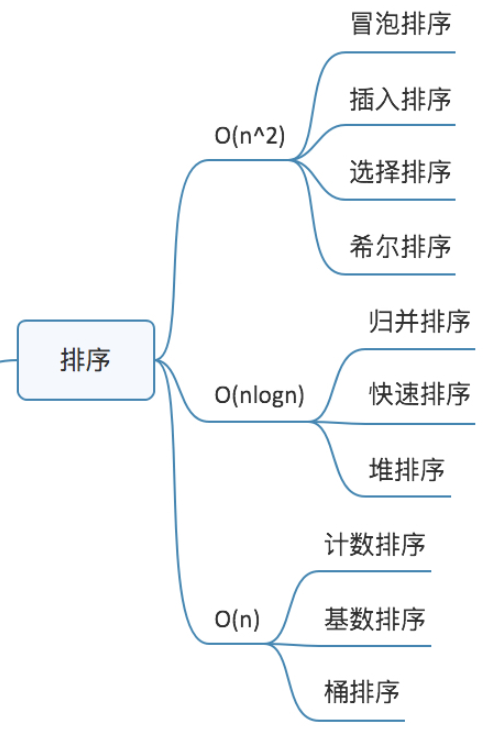 排序
O(n^2)
冒泡排序
插入排序
选择排序
希尔排序
O(nlogn)
归并排序
快速排序
堆排序
O(n)
计数排序
基数排序
桶排序